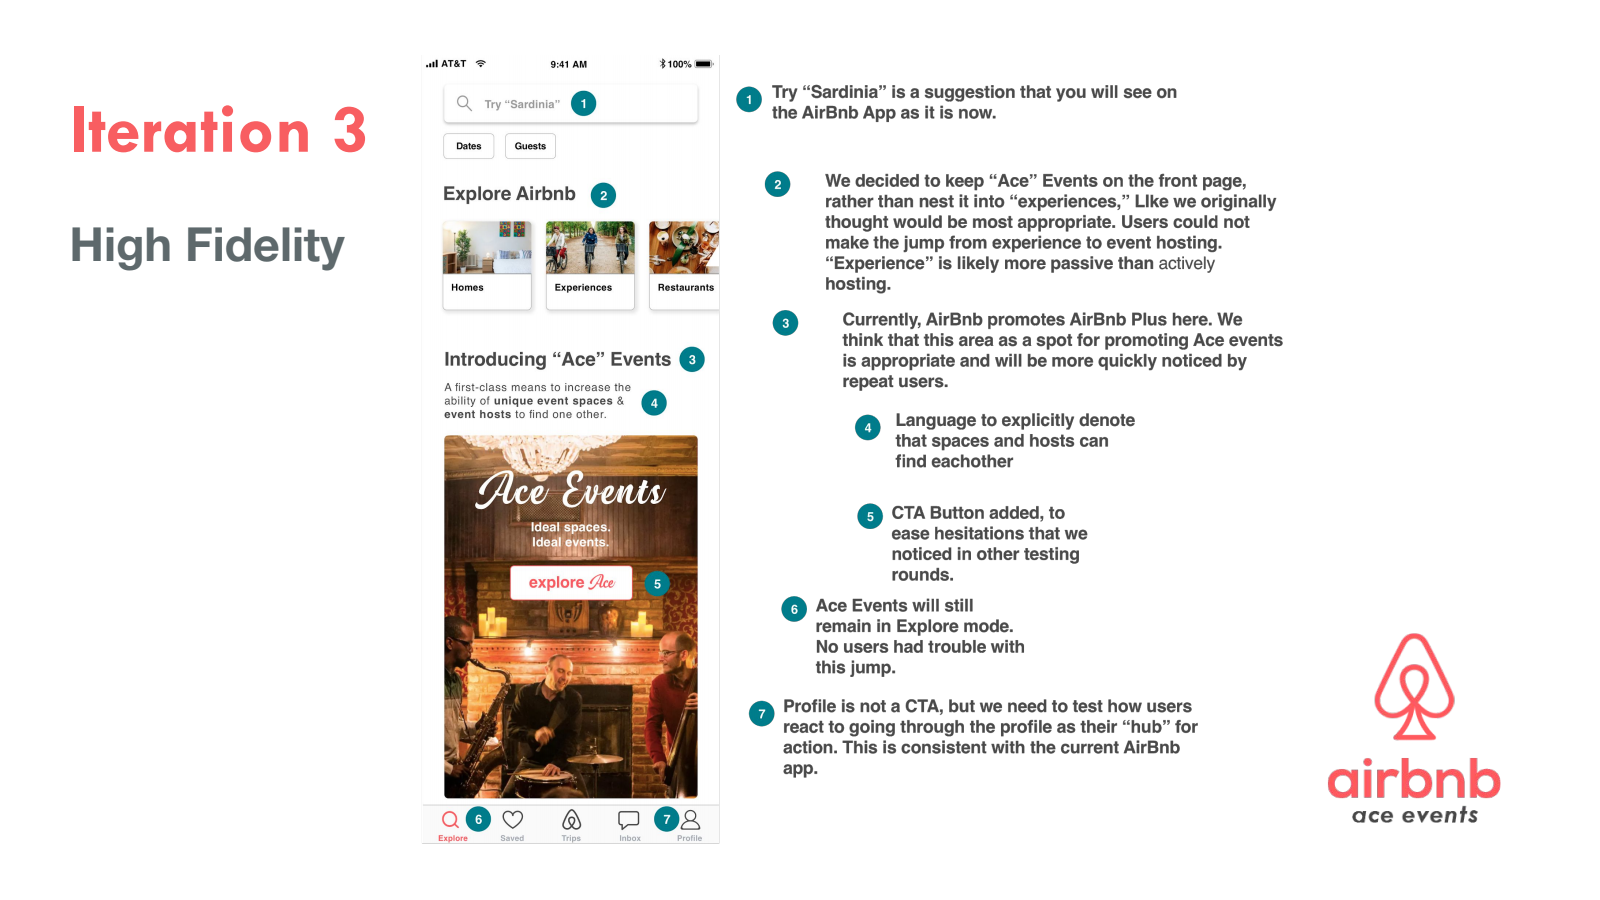 Iteration 3
High Fidelity
AT&T
9:41 AM
100%
Try “Sardinia”
1
Dates
Guests
Explore Airbnb
2
Homes
Experiences
Restaurants
Introducing “Ace” Events
3
A first-class means to increase the
ability of unique event spaces &
event hosts to find one other.
4
Ace Events
Ideal spaces.
Ideal events.
explore Ace
5
Explore
6
Saved
Trips
Inbox
7
Profile
1
Try “Sardinia” is a suggestion that you will see on
the AirBnb App as it is now.
2
We decided to keep “Ace” Events on the front page,
rather than nest it into “experiences,” LIke we originally
thought would be most appropriate. Users could not
make the jump from experience to event hosting.
“Experience” is likely more passive than actively
hosting.
3
Currently, AirBnb promotes AirBnb Plus here. We
think that this area as a spot for promoting Ace events
is appropriate and will be more quickly noticed by
repeat users.
4
Language to explicitly denote
that spaces and hosts can
find eachother
5
CTA Button added, to
ease hesitations that we
noticed in other testing
rounds.
6
Ace Events will still
remain in Explore mode.
No users had trouble with
this jump.
7
Profile is not a CTA, but we need to test how users
react to going through the profile as their “hub” for
action. This is consistent with the current AirBnb
app.
airbnb
ace events